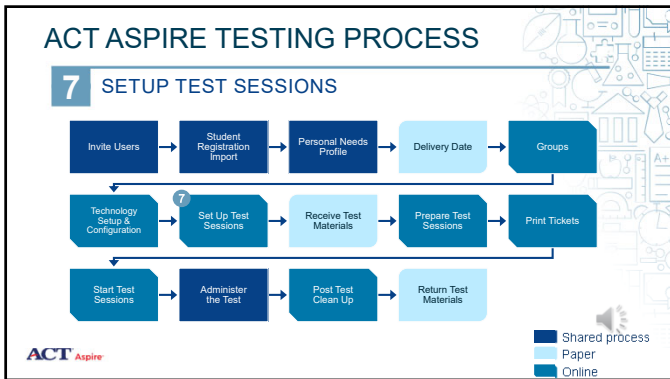 ACT ASPIRE TESTING PROCESS
7 SETUP TEST SESSIONS
Invite Users
Student
Registration
Import
Personal Needs
Profile
Delivery Date
Groups
Technology
Setup &
Configuration
7
Set Up Test
Sessions
Receive Test
Materials
Prepare Test
Sessions
Print Tickets
Start Test
Sessions
Administer
the Test
Post Test
Clean Up
Return Test
Materials
A+
Shared process
Paper
Online
ACT Aspire